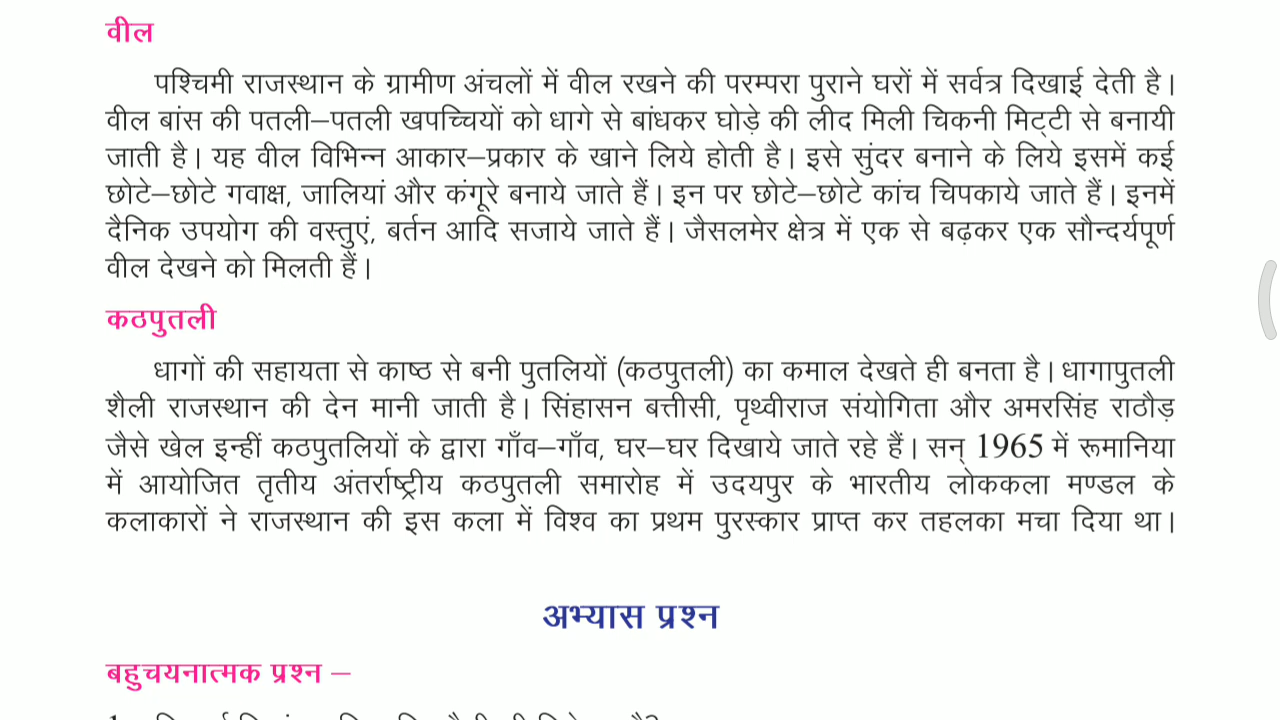 वील
पश्चिमी राजस्थान के ग्रामीण अंचलों में वील रखने की परम्परा पुराने घरों में सर्वत्र दिखाई देती है।
वील बांस की पतली–पतली खपच्चियों को धागे से बांधकर घोड़े की लीद मिली चिकनी मिट्टी से बनायी
जाती है। यह वील विभिन्न आकार–प्रकार के खाने लिये होती है। इसे सुंदर बनाने के लिये इसमें कई
छोटे–छोटे गवाक्ष, जालियां और कंगूरे बनाये जाते हैं। इन पर छोटे–छोटे कांच चिपकाये जाते हैं। इनमें
दैनिक उपयोग की वस्तुएं, बर्तन आदि सजाये जाते हैं। जैसलमेर क्षेत्र में एक से बढ़कर एक सौन्दर्यपूर्ण
वील देखने को मिलती हैं।
कठपुतली
धागों की सहायता से काष्ठ से बनी पुतलियों (कठपुतली) का कमाल देखते ही बनता है। धागापुतली
शैली राजस्थान की देन मानी जाती है। सिंहासन बत्तीसी, पृथ्वीराज संयोगिता और अमरसिंह राठौड़
जैसे खेल इन्हीं कठपुतलियों के द्वारा गाँव–गाँव, घर–घर दिखाये जाते रहे हैं। सन् 1965 में रूमानिया
में आयोजित तृतीय अंतर्राष्ट्रीय कठपुतली समारोह में उदयपुर के भारतीय लोककला मण्डल के
कलाकारों ने राजस्थान की इस कला में विश्व का प्रथम पुरस्कार प्राप्त कर तहलका मचा दिया था।
अभ्यास प्रश्न
बहुचयनात्मक प्रश्न –